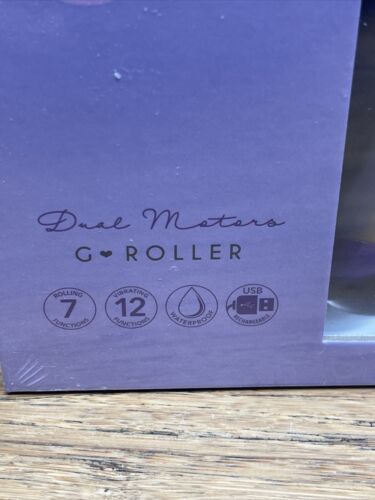 Dual Motors
G❤ROLLER
ROLLING
7
FUNCTIONS
VIBRATING
12
FUNCTIONS
WATERPROOF
USB
RECHARGEABLE